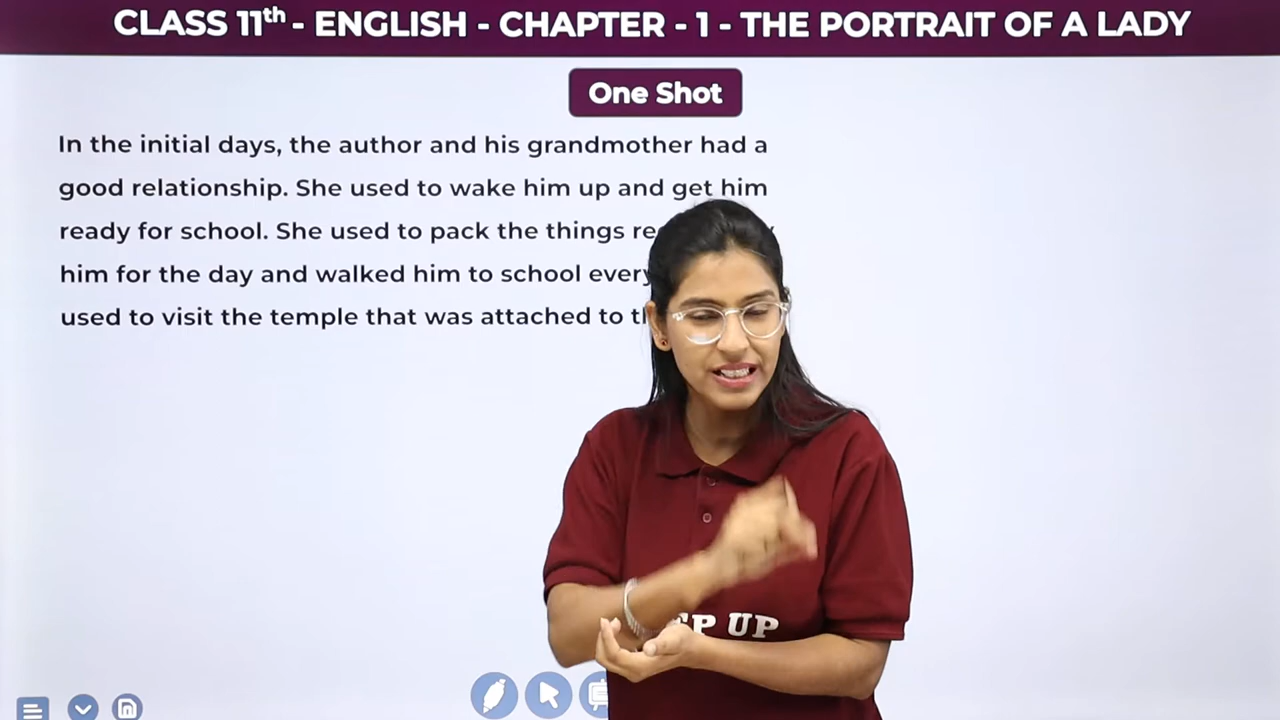 CLASS 11th - ENGLISH - CHAPTER - 1 - THE PORTRAIT OF A LADY
One Shot
In the initial days, the author and his grandmother had a
good relationship. She used to wake him up and get him
ready for school. She used to pack the things
him for the day and walked him to school every
used to visit the temple that was attached to
UP